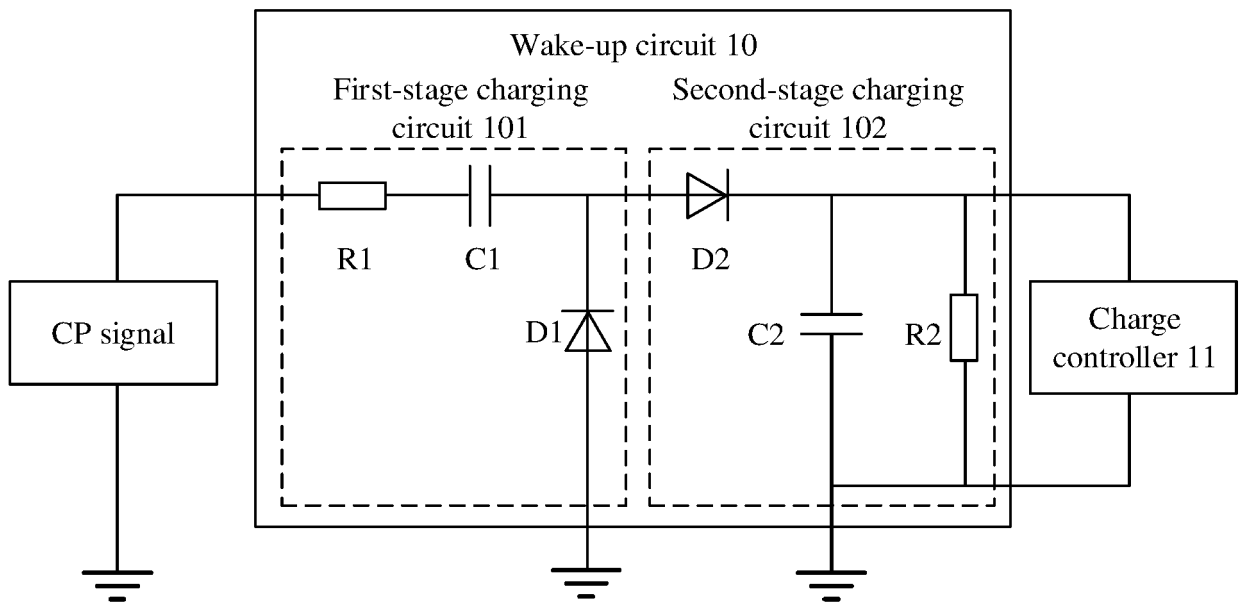 Wake-up circuit 10
First-stage charging
circuit 101
Second-stage charging
circuit 102
R1
C1
D2
CP signal
D1
C2
R2
Charge
controller 11